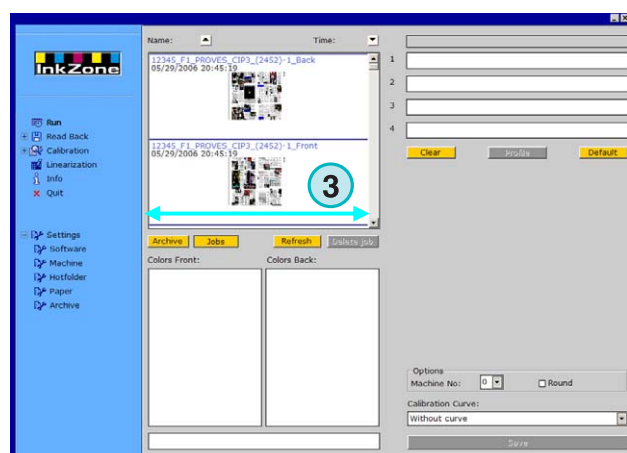 InkZone
Run
Read Back
Calibration
Linearization
Info
Quit
Settings
Software
Machine
Hotfolder
Paper
Archive
Name:
Time:
12345_F1_PROVES_CIP3_(2452)-1_Back
05/29/2006 20:45:19
12345_F1_PROVES_CIP3_(2452)-1_Front
05/29/2006 20:45:19
3
Archive
Jobs
Refresh
Delete job
Colors Front:
Colors Back:
1
2
3
4
Clear
Profile
Default
Options
Machine No:
0
Round
Calibration Curve:
Without curve
Save